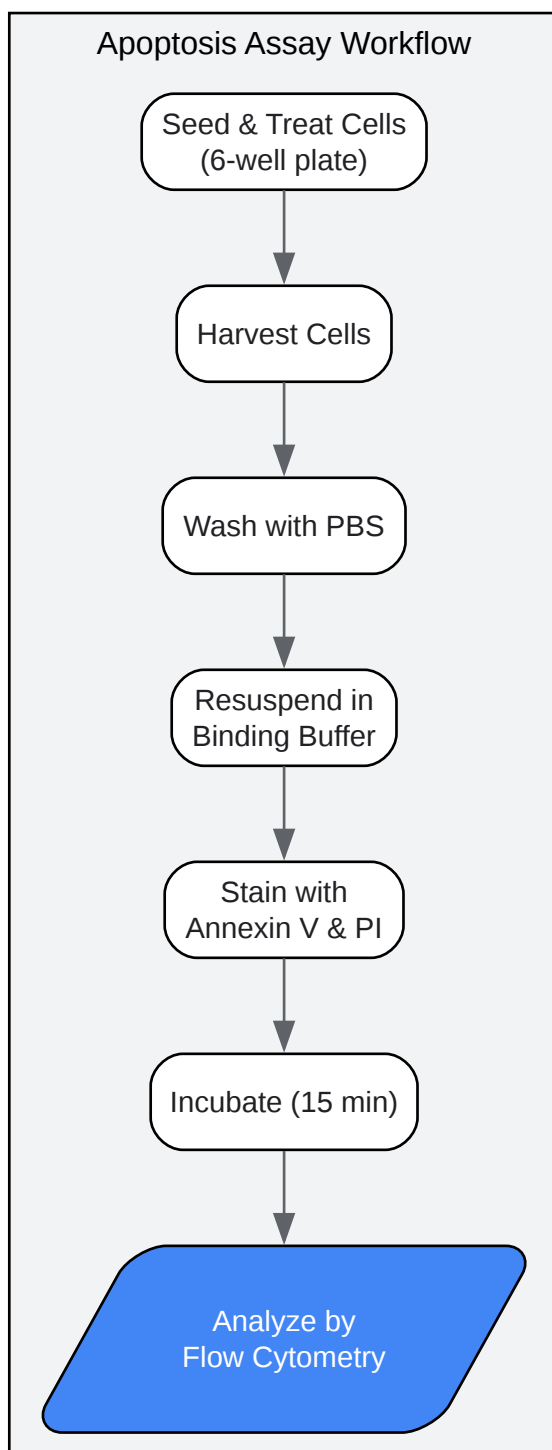 Apoptosis Assay Workflow
Seed & Treat Cells
(6-well plate)
Harvest Cells
Wash with PBS
Resuspend in
Binding Buffer
Stain with
Annexin V & PI
Incubate (15 min)
Analyze by
Flow Cytometry